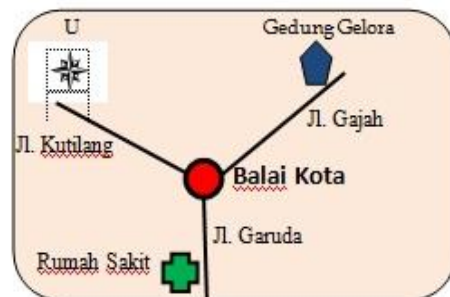 U
Gedung Gelora
Jl. Gajah
Jl. Kutilang
Balai Kota
Jl. Garuda
Rumah Sakit